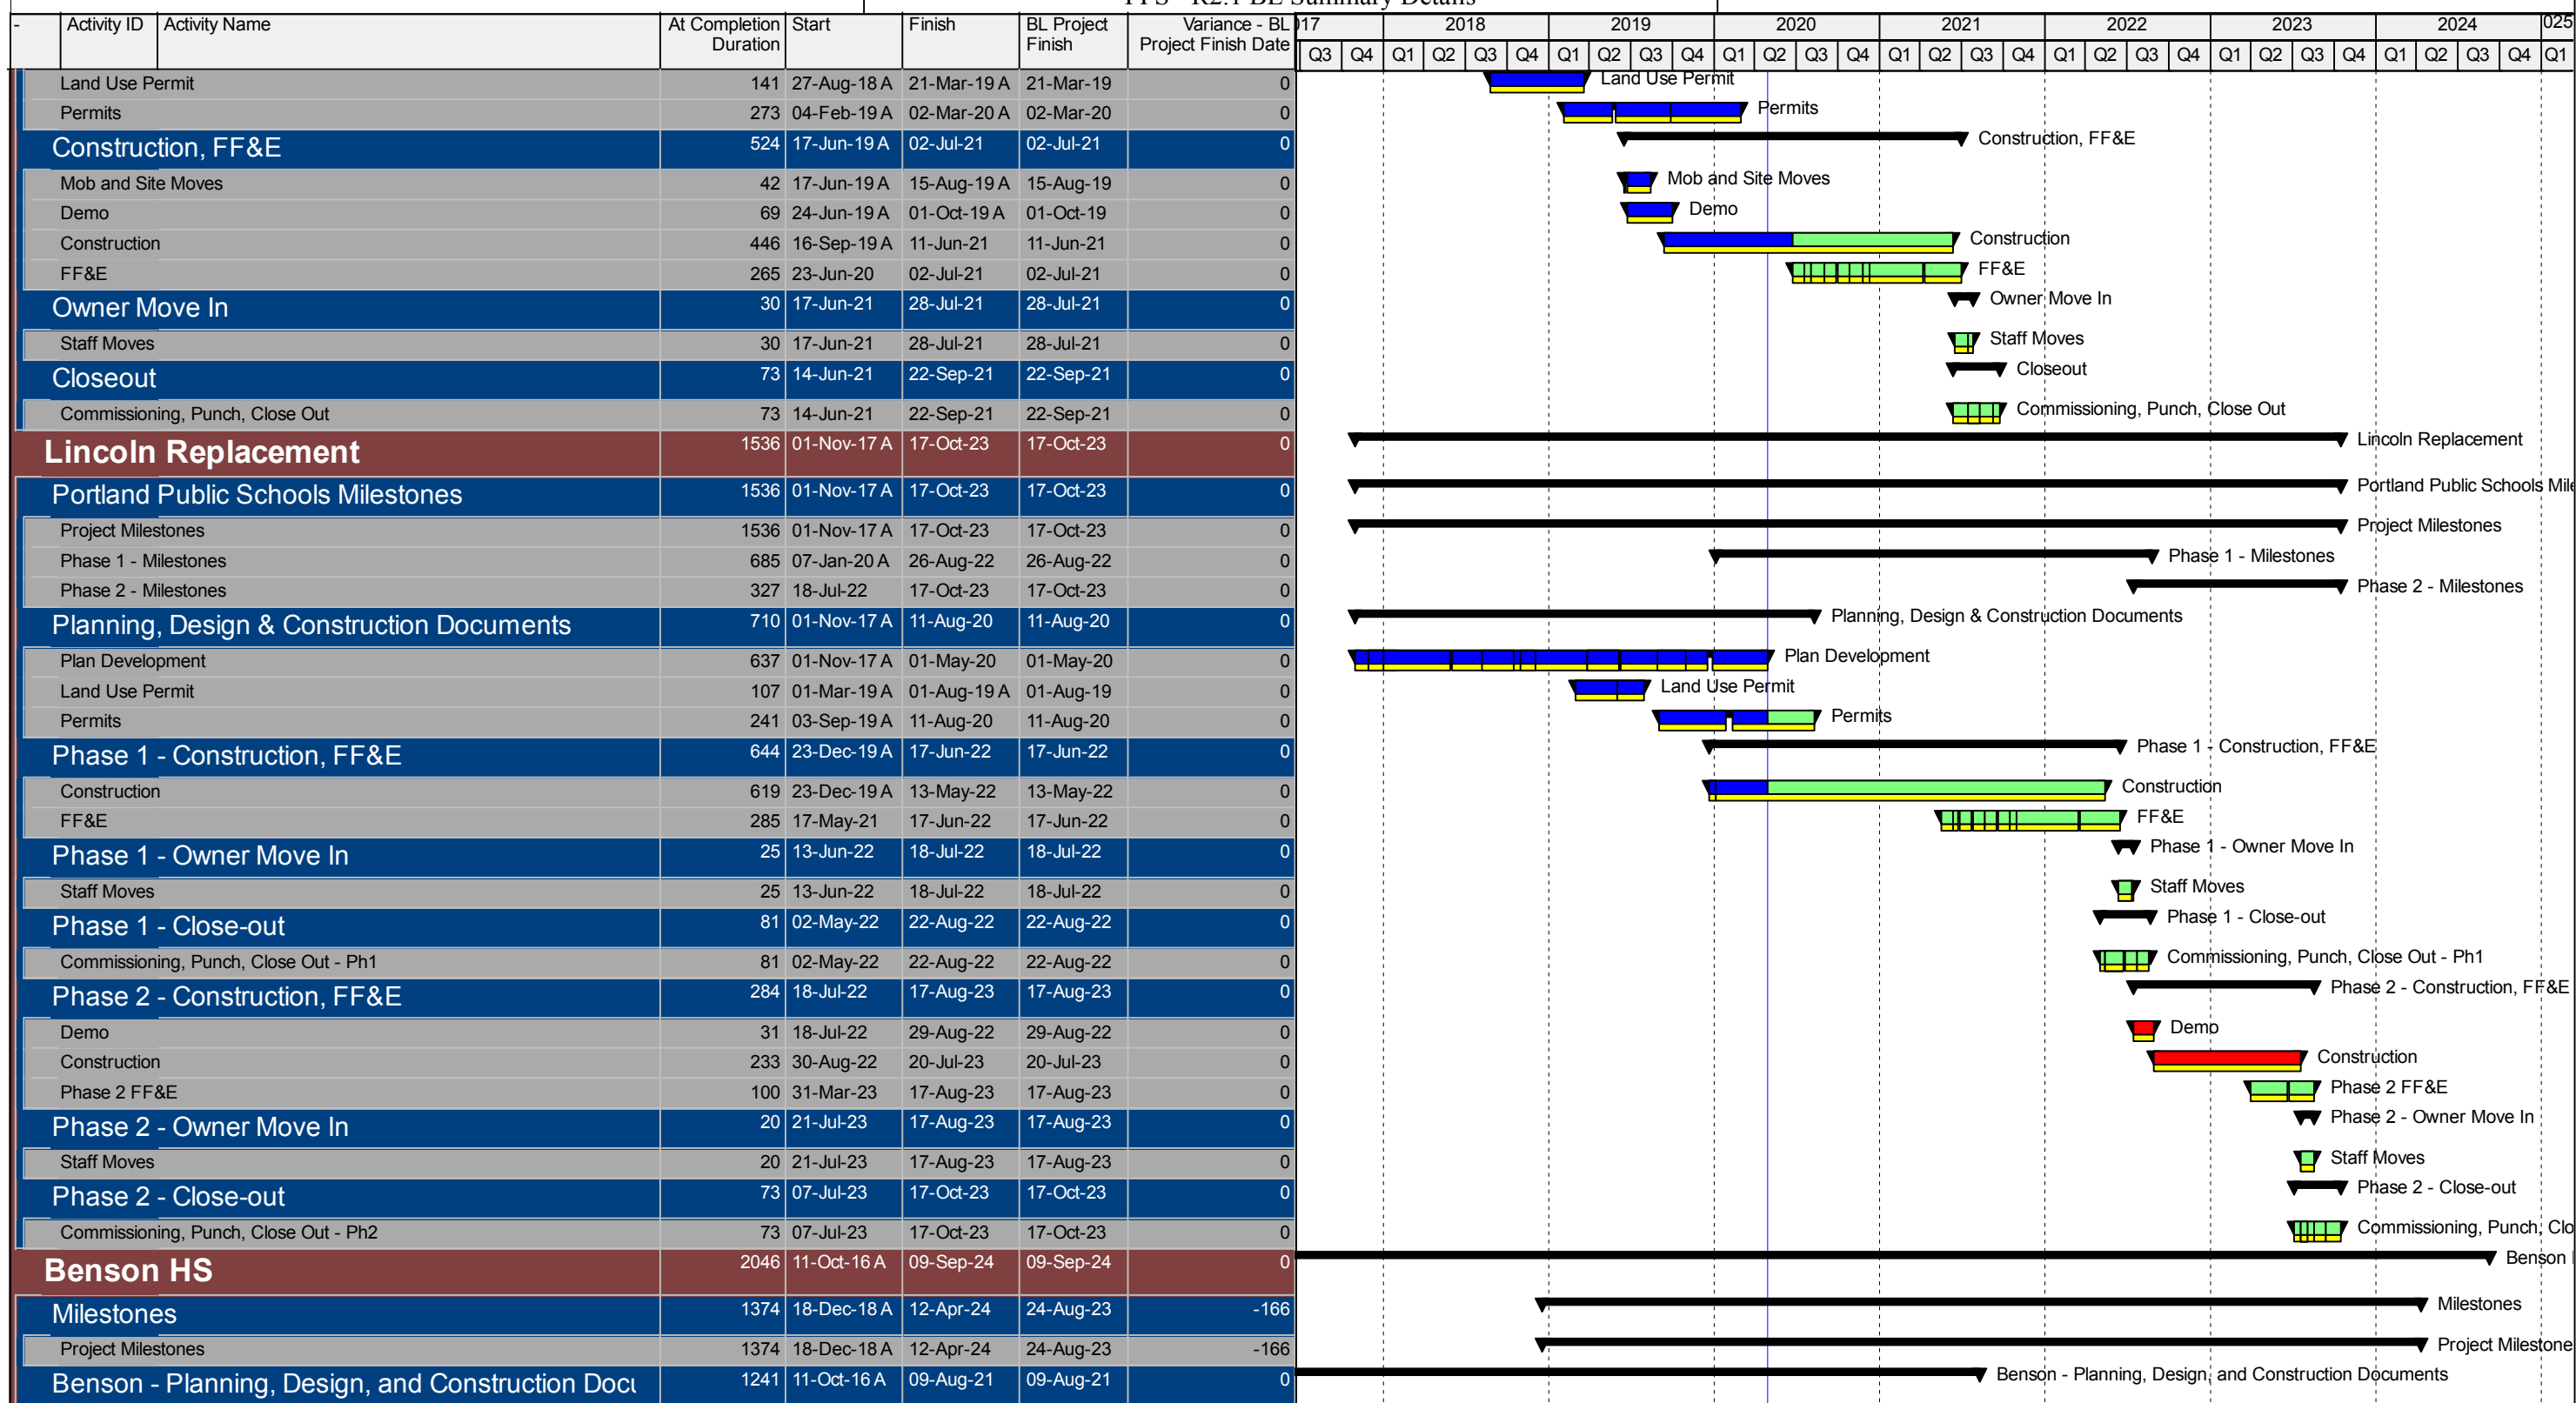 PPS - R2.1 BL Summary Details
- Activity ID Activity Name At Completion Duration Start Finish BL Project Finish Variance - BL Project Finish Date
017 2018 2019 2020 2021 2022 2023 2024 025
Q3 Q4 Q1 Q2 Q3 Q4 Q1 Q2 Q3 Q4 Q1 Q2 Q3 Q4 Q1 Q2 Q3 Q4 Q1 Q2 Q3 Q4 Q1 Q2 Q3 Q4 Q1 Q2 Q3 Q4 Q1
Land Use Permit 141 27-Aug-18 A 21-Mar-19 A 21-Mar-19 0 Land Use Permit
Permits 273 04-Feb-19 A 02-Mar-20 A 02-Mar-20 0 Permits
Construction, FF&E 524 17-Jun-19 A 02-Jul-21 02-Jul-21 0 Construction, FF&E
Mob and Site Moves 42 17-Jun-19 A 15-Aug-19 A 15-Aug-19 0 Mob and Site Moves
Demo 69 24-Jun-19 A 01-Oct-19 A 01-Oct-19 0 Demo
Construction 446 16-Sep-19 A 11-Jun-21 11-Jun-21 0 Construction
FF&E 265 23-Jun-20 02-Jul-21 02-Jul-21 0 FF&E
Owner Move In 30 17-Jun-21 28-Jul-21 28-Jul-21 0 Owner Move In
Staff Moves 30 17-Jun-21 28-Jul-21 28-Jul-21 0 Staff Moves
Closeout 73 14-Jun-21 22-Sep-21 22-Sep-21 0 Closeout
Commissioning, Punch, Close Out 73 14-Jun-21 22-Sep-21 22-Sep-21 0 Commissioning, Punch, Close Out
Lincoln Replacement 1536 01-Nov-17 A 17-Oct-23 17-Oct-23 0 Lincoln Replacement
Portland Public Schools Milestones 1536 01-Nov-17 A 17-Oct-23 17-Oct-23 0 Portland Public Schools Mile
Project Milestones 1536 01-Nov-17 A 17-Oct-23 17-Oct-23 0 Project Milestones
Phase 1 - Milestones 685 07-Jan-20 A 26-Aug-22 26-Aug-22 0 Phase 1 - Milestones
Phase 2 - Milestones 327 18-Jul-22 17-Oct-23 17-Oct-23 0 Phase 2 - Milestones
Planning, Design & Construction Documents 710 01-Nov-17 A 11-Aug-20 11-Aug-20 0 Planning, Design & Construction Documents
Plan Development 637 01-Nov-17 A 01-May-20 01-May-20 0 Plan Development
Land Use Permit 107 01-Mar-19 A 01-Aug-19 A 01-Aug-19 0 Land Use Permit
Permits 241 03-Sep-19 A 11-Aug-20 11-Aug-20 0 Permits
Phase 1 - Construction, FF&E 644 23-Dec-19 A 17-Jun-22 17-Jun-22 0 Phase 1 - Construction, FF&E
Construction 619 23-Dec-19 A 13-May-22 13-May-22 0 Construction
FF&E 285 17-May-21 17-Jun-22 17-Jun-22 0 FF&E
Phase 1 - Owner Move In 25 13-Jun-22 18-Jul-22 18-Jul-22 0 Phase 1 - Owner Move In
Staff Moves 25 13-Jun-22 18-Jul-22 18-Jul-22 0 Staff Moves
Phase 1 - Close-out 81 02-May-22 22-Aug-22 22-Aug-22 0 Phase 1 - Close-out
Commissioning, Punch, Close Out - Ph1 81 02-May-22 22-Aug-22 22-Aug-22 0 Commissioning, Punch, Close Out - Ph1
Phase 2 - Construction, FF&E 284 18-Jul-22 17-Aug-23 17-Aug-23 0 Phase 2 - Construction, FF&E
Demo 31 18-Jul-22 29-Aug-22 29-Aug-22 0 Demo
Construction 233 30-Aug-22 20-Jul-23 20-Jul-23 0 Construction
Phase 2 FF&E 100 31-Mar-23 17-Aug-23 17-Aug-23 0 Phase 2 FF&E
Phase 2 - Owner Move In 20 21-Jul-23 17-Aug-23 17-Aug-23 0 Phase 2 - Owner Move In
Staff Moves 20 21-Jul-23 17-Aug-23 17-Aug-23 0 Staff Moves
Phase 2 - Close-out 73 07-Jul-23 17-Oct-23 17-Oct-23 0 Phase 2 - Close-out
Commissioning, Punch, Close Out - Ph2 73 07-Jul-23 17-Oct-23 17-Oct-23 0 Commissioning, Punch, Clo
Benson HS 2046 11-Oct-16 A 09-Sep-24 09-Sep-24 0 Benson
Milestones 1374 18-Dec-18 A 12-Apr-24 24-Aug-23 -166 Milestones
Project Milestones 1374 18-Dec-18 A 12-Apr-24 24-Aug-23 -166 Project Milestone
Benson - Planning, Design, and Construction Docu 1241 11-Oct-16 A 09-Aug-21 09-Aug-21 0 Benson - Planning, Design, and Construction Documents